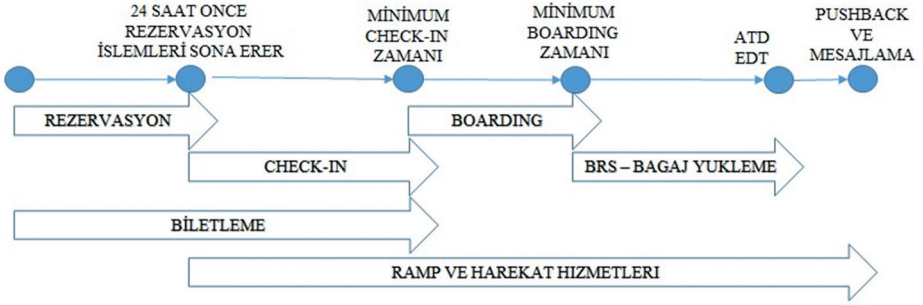 24 SAAT ONCE
REZERVASYON
İSLEMLERİ SONA ERER
MİNİMUM
CHECK-IN
ZAMANI
MİNİMUM
BOARDING
ZAMANI
ATD
EDT
PUSHBACK
VE
MESAJLAMA
REZERVASYON
BOARDING
CHECK-IN
BRS – BAGAJ YUKLEME
BİLETLEME
RAMP VE HAREKAT HIZMETLERI